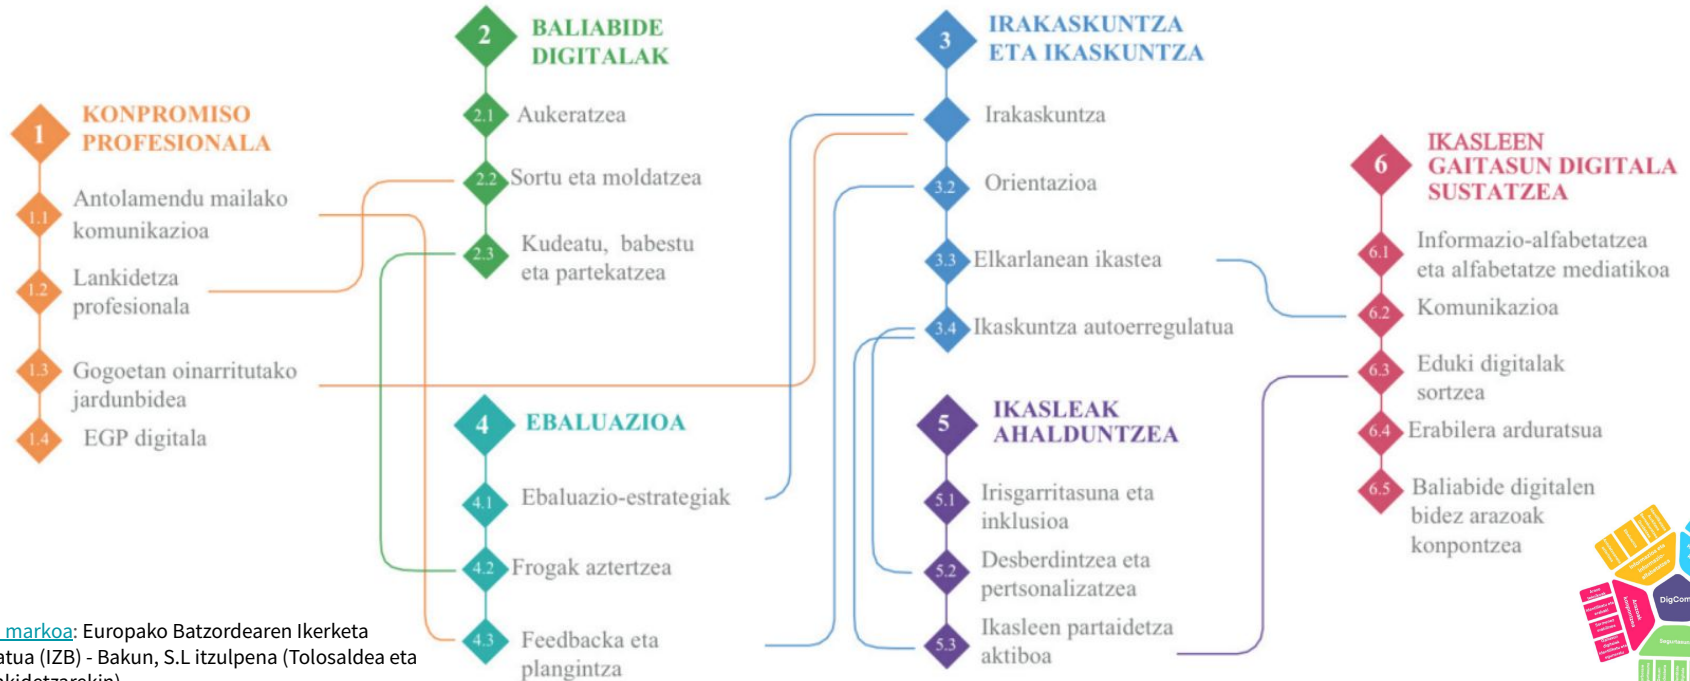 1
KONPROMISO
PROFESIONALA
1.1
Antolamendu mailako
komunikazioa
1.2
Lankidetza
profesionala
1.3
Gogoetan oinarritutako
jardunbidea
1.4
EGP digitala
2
BALIABIDE
DIGITALAK
2.1
Aukeratzea
2.2
Sortu eta moldatzea
2.3
Kudeatu, babestu
eta partekatzea
3
IRAKASKUNTZA
ETA IKASKUNTZA
Irakaskuntza
3.2
Orientazioa
3.3
Elkarlanean ikastea
3.4
Ikaskuntza autoerregulatua
4
EBALUAZIOA
4.1
Ebaluazio-estrategiak
4.2
Frogak aztertzea
4.3
Feedbacka eta
plangintza
5
IKASLEAK
AHALDUNTZEA
5.1
Irisgarritasuna eta
inklusioa
5.2
Desberdintzea eta
pertsonalizatzea
5.3
Ikasleen partaidetza
aktiboa
6
IKASLEEN
GAITASUN DIGITALA
SUSTATZEA
6.1
Informazio-alfabetatzea
eta alfabetatze mediatikoa
6.2
Komunikazioa
6.3
Eduki digitalak
sortzea
6.4
Erabilera arduratsua
6.5
Baliabide digitalen
bidez arazoak
konpontzea
markoa: Europako Batzordearen Ikerketa
atua (IZB) - Bakun, S.L itzulpena (Tolosaldea eta
DigCom